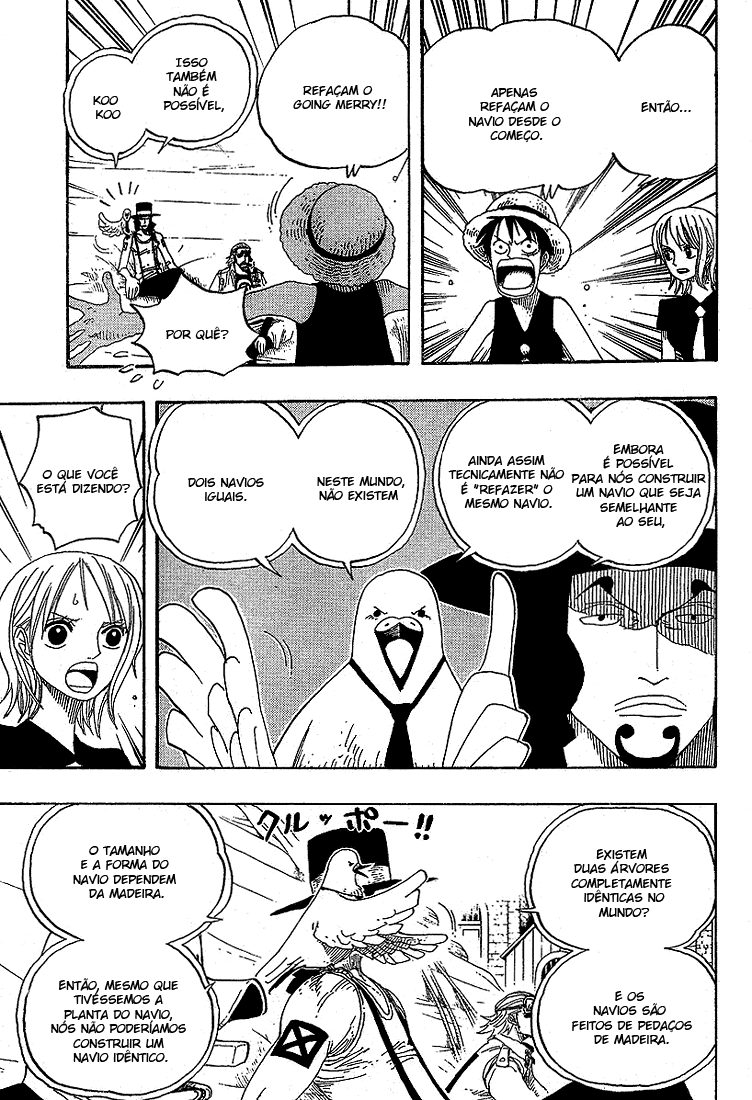 ENTÃO...
APENAS
REFAÇAM O
NAVIO DESDE O
COMEÇO.
REFAÇAM O
GOING MERRY!!
ISSO
TAMBÉM
NÃO É
POSSÍVEL,
KOO
KOO
POR QUÊ?
EMBORA
É POSSÍVEL
PARA NÓS CONSTRUIR
UM NAVIO QUE SEJA
SEMELHANTE
AO SEU,
AINDA ASSIM
TECNICAMENTE NÃO
É "REFAZER" O
MESMO NAVIO.
NESTE MUNDO,
NÃO EXISTEM
DOIS NAVIOS
IGUAIS.
O QUE VOCÊ
ESTÁ DIZENDO?
クルッポー!!
EXISTEM
DUAS ÁRVORES
COMPLETAMENTE
IDÊNTICAS NO
MUNDO?
E OS
NAVIOS SÃO
FEITOS DE PEDAÇOS
DE MADEIRA.
O TAMANHO
E A FORMA DO
NAVIO DEPENDEM
DA MADEIRA.
ENTÃO, MESMO QUE
TIVÉSSEMOS A
PLANTA DO NAVIO,
NÓS NÃO PODERÍAMOS
CONSTRUIR UM
NAVIO IDÊNTICO.